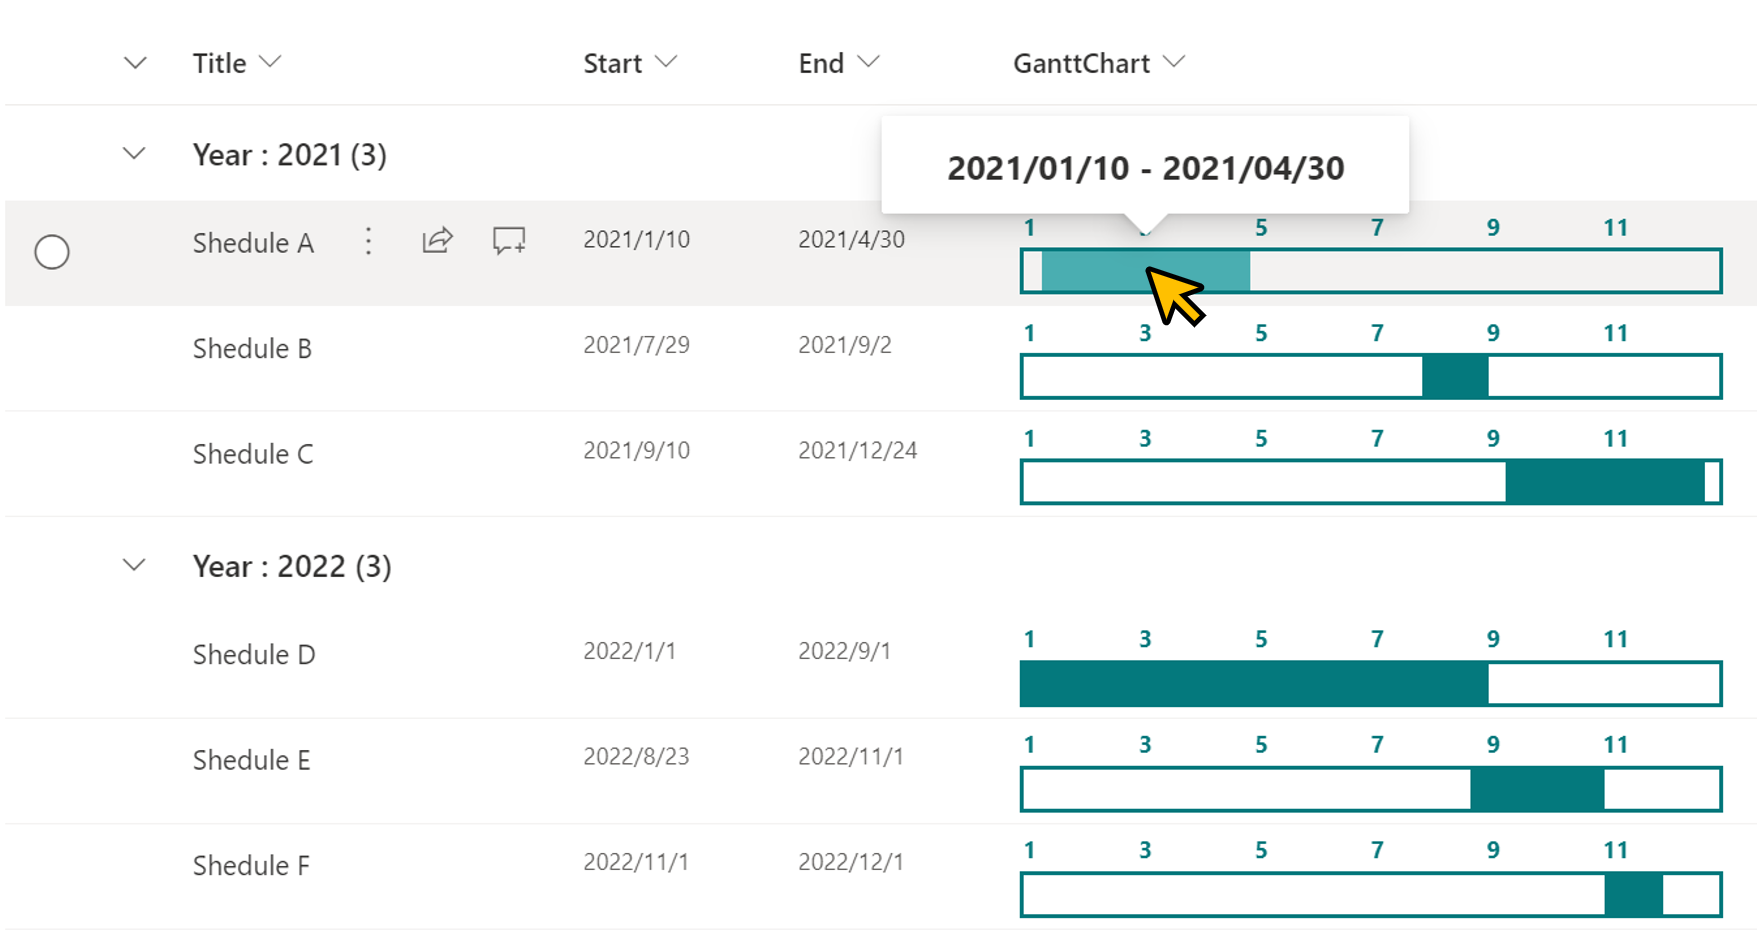 Title Start End GanttChart
Year : 2021 (3)
2021/01/10 - 2021/04/30
Shedule A 2021/1/10 2021/4/30
1 5 7 9 11
Shedule B 2021/7/29 2021/9/2
1 3 5 7 9 11
Shedule C 2021/9/10 2021/12/24
1 3 5 7 9 11
Year : 2022 (3)
Shedule D 2022/1/1 2022/9/1
1 3 5 7 9 11
Shedule E 2022/8/23 2022/11/1
1 3 5 7 9 11
Shedule F 2022/11/1 2022/12/1
1 3 5 7 9 11